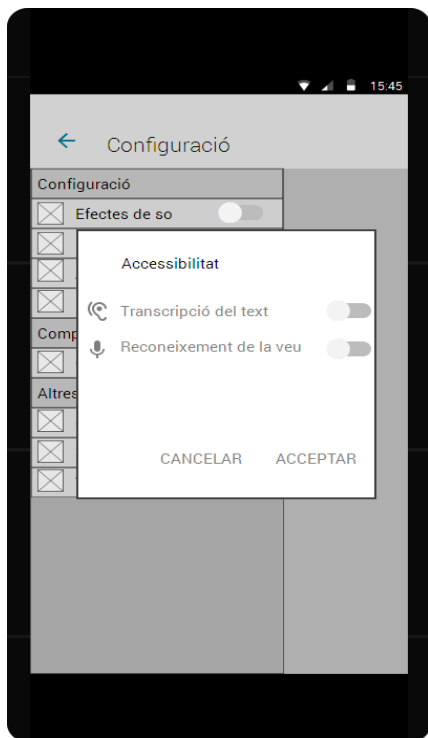 15:45
Configuració
Configuració
Efectes de so
Accessibilitat
Transcripció del text
Reconeixement de la veu
Comp
Altres
CANCELAR ACCEPTAR